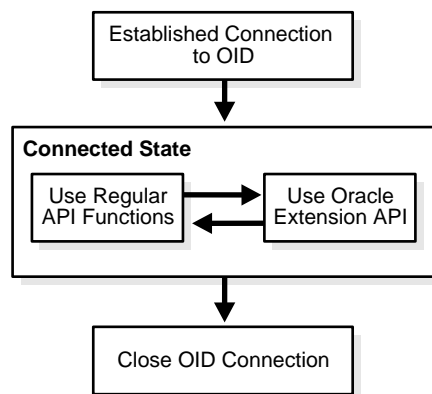 Established Connection
to OID
Connected State
Use Regular
API Functions
Use Oracle
Extension API
Close OID Connection